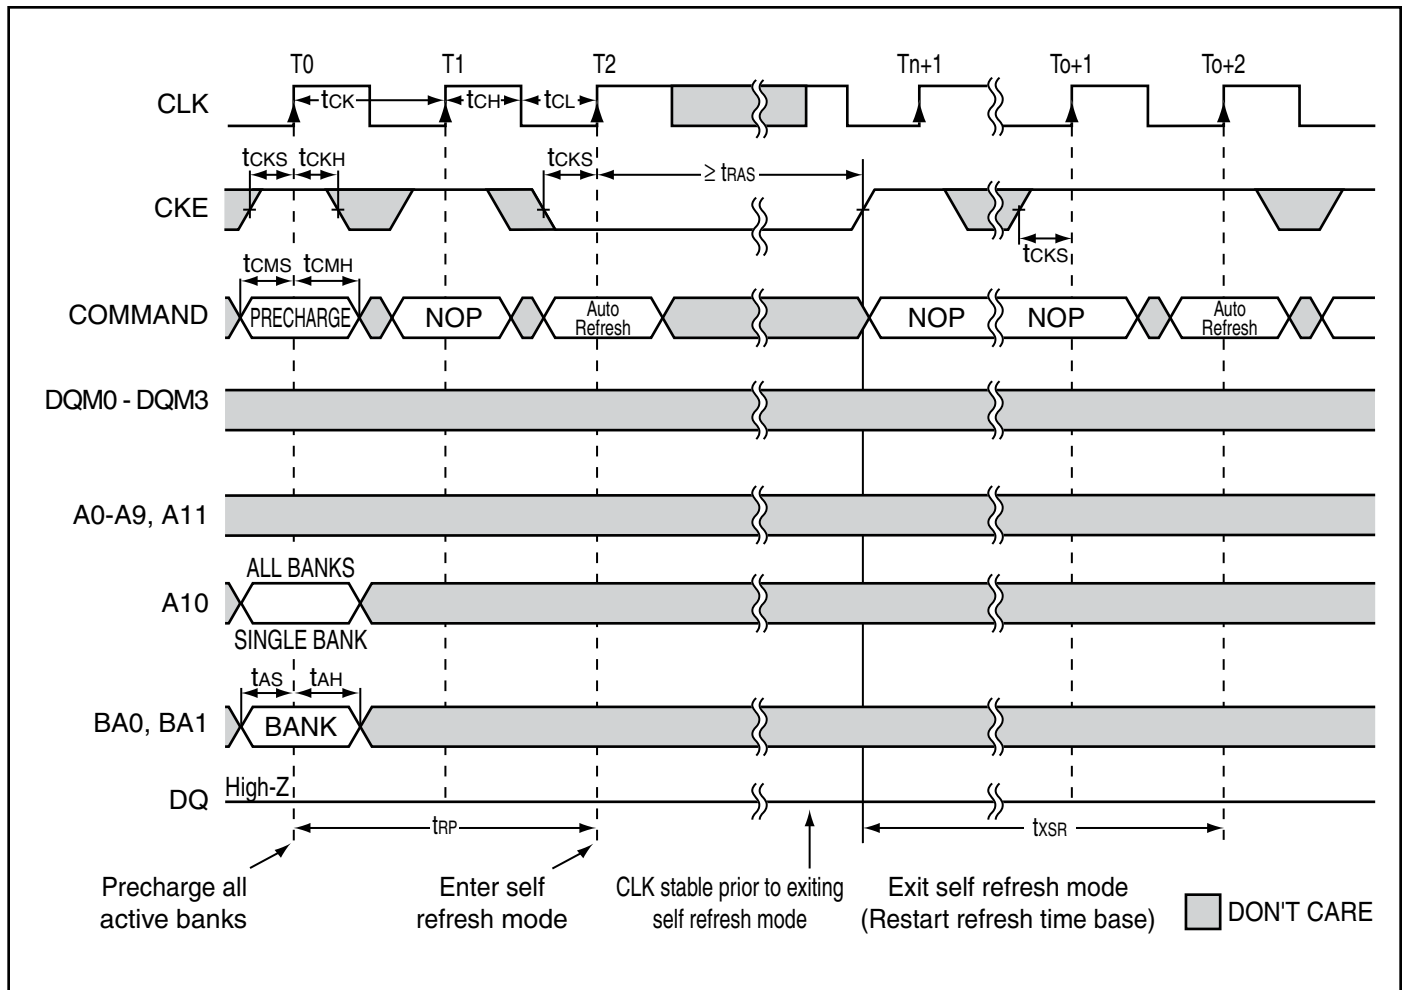 T0 T1 T2 Tn+1 To+1 To+2
CLK tCK tCH tCL
tCKS tCKH tCKS ≥ tRAS
CKE
tCKS
tCMS tCMH
COMMAND PRECHARGE NOP Auto Refresh NOP NOP Auto Refresh
DQM0 - DQM3
A0-A9, A11
ALL BANKS
A10
SINGLE BANK
tAS tAH
BA0, BA1 BANK
DQ High-Z
tRP tXSR
Precharge all
active banks
Enter self
refresh mode
CLK stable prior to exiting
self refresh mode
Exit self refresh mode
(Restart refresh time base)
DON'T CARE